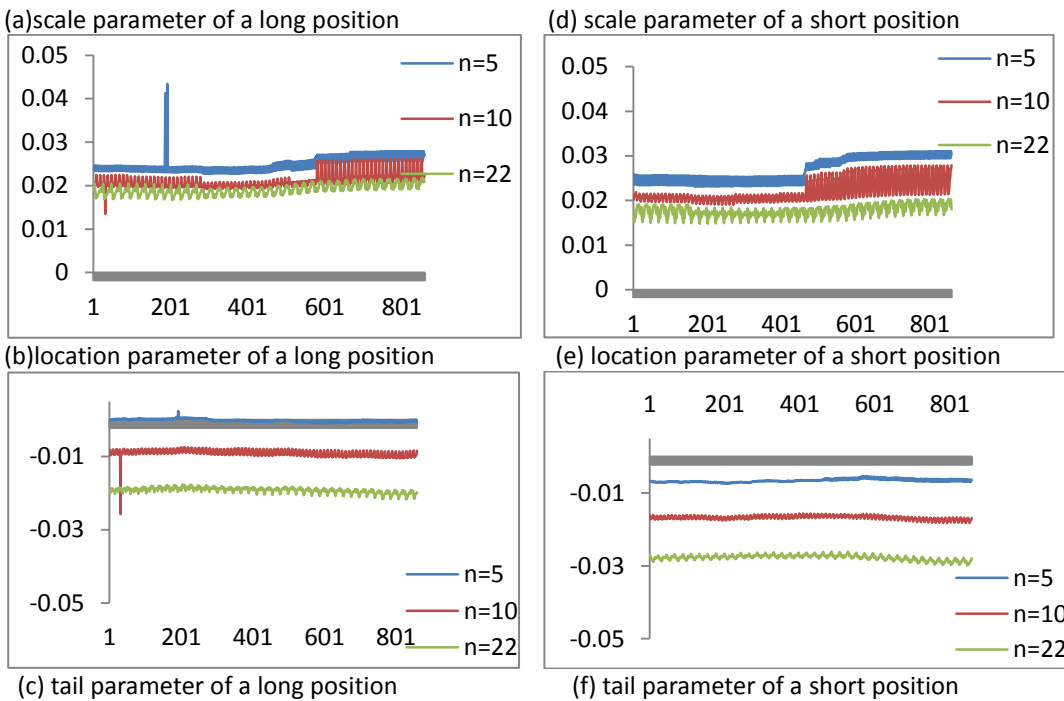 (a)scale parameter of a long position
0.05
0.04
0.03
0.02
0.01
0
1 201 401 601 801
n=5
n=10
n=22
(d) scale parameter of a short position
0.05
0.04
0.03
0.02
0.01
0
1 201 401 601 801
n=5
n=10
n=22
(b)location parameter of a long position
-0.01
-0.03
-0.05
1 201 401 601 801
n=5
n=10
n=22
(e) location parameter of a short position
1 201 401 601 801
-0.01
-0.03
-0.05
n=5
n=10
n=22
(c) tail parameter of a long position
(f) tail parameter of a short position